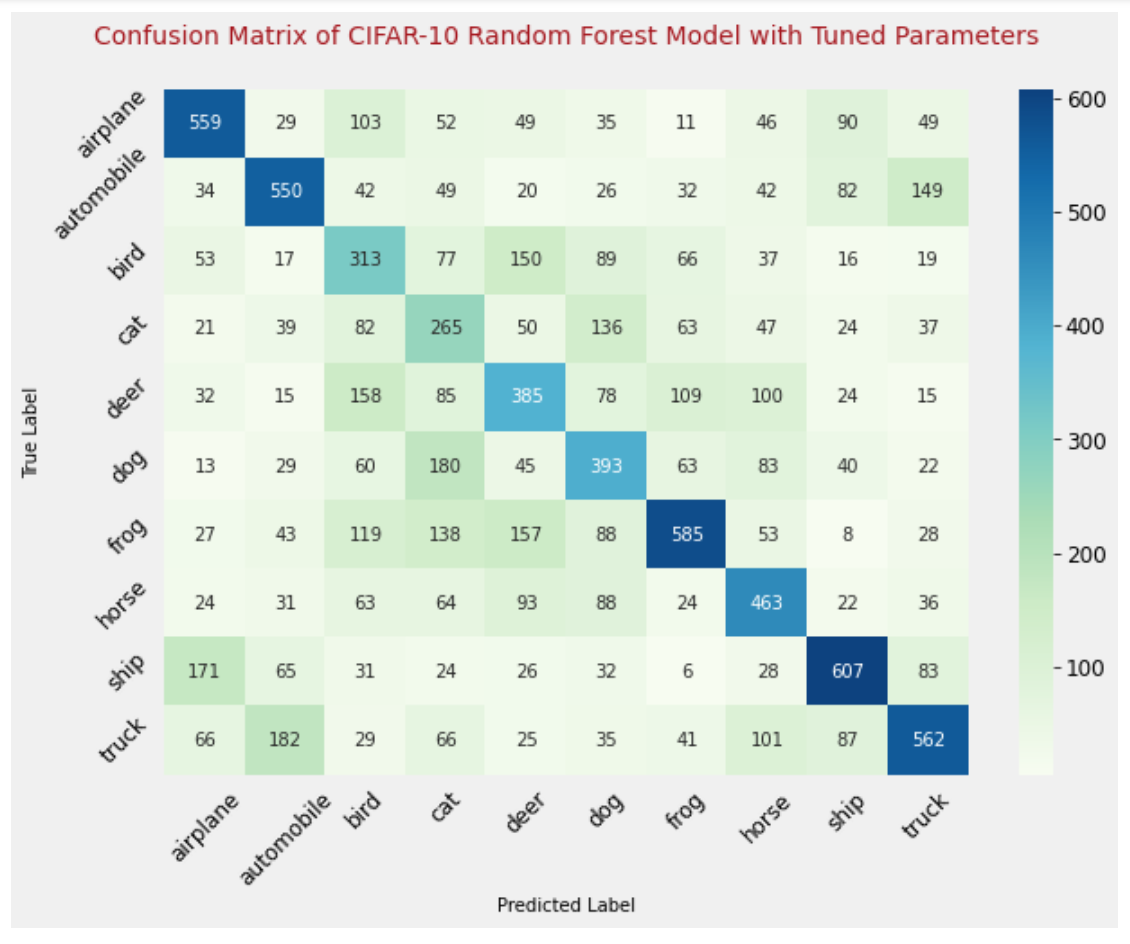 Confusion Matrix of CIFAR-10 Random Forest Model with Tuned Parameters
airplane 559 29 103 52 49 35 11 46 90 49
automobile 34 550 42 49 20 26 32 42 82 149
bird 53 17 313 77 150 89 66 37 16 19
cat 21 39 82 265 50 136 63 47 24 37
deer 32 15 158 85 385 78 109 100 24 15
dog 13 29 60 180 45 393 63 83 40 22
frog 27 43 119 138 157 88 585 53 8 28
horse 24 31 63 64 93 88 24 463 22 36
ship 171 65 31 24 26 32 6 28 607 83
truck 66 182 29 66 25 35 41 101 87 562
airplane automobile bird cat deer dog frog horse ship truck
True Label
Predicted Label
600
500
400
300
200
100